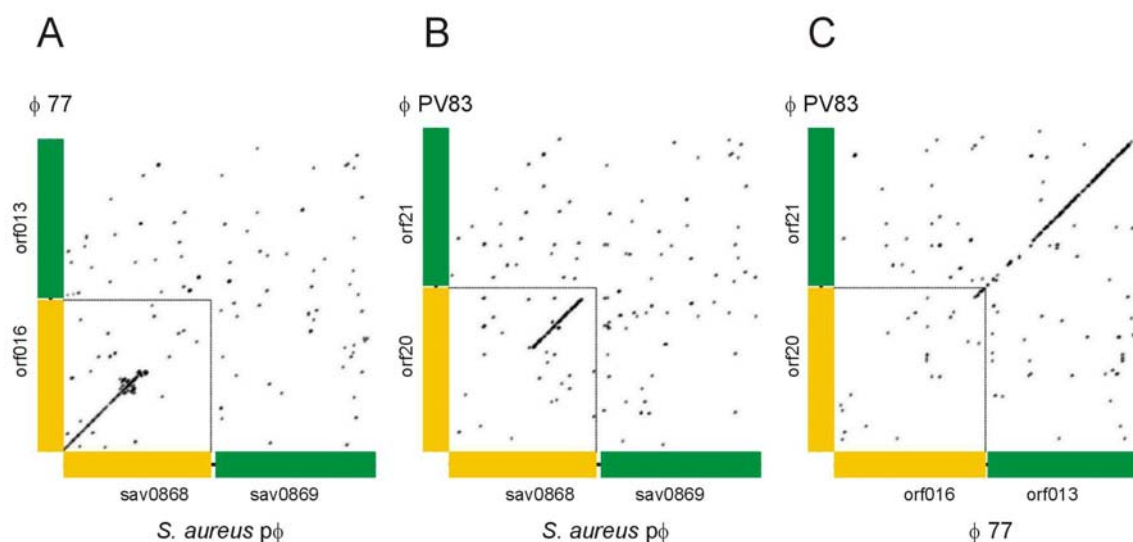 A
B
C
ϕ 77
ϕ PV83
ϕ PV83
orf013
orf016
orf21
orf20
orf21
orf20
sav0868
sav0869
sav0868
sav0869
orf016
orf013
S. aureus pϕ
S. aureus pϕ
ϕ 77